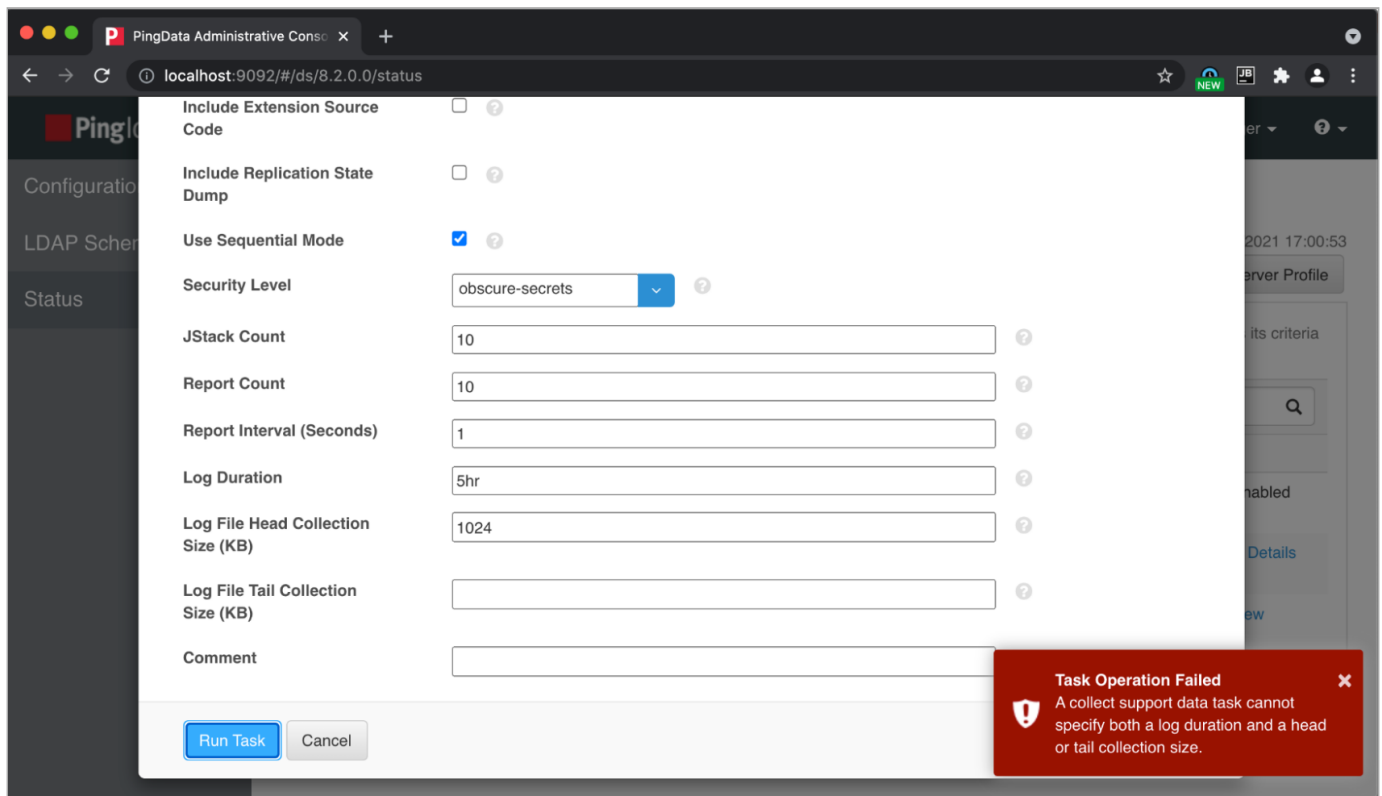 PingData Administrative Conso
localhost:9092/#/ds/8.2.0.0/status
NEW
JB
PingId
er
Configuratio
LDAP Scher
Status
2021 17:00:53
erver Profile
its criteria
nabled
Details
ew
Include Extension Source
Code
Include Replication State
Dump
Use Sequential Mode
Security Level
obscure-secrets
JStack Count
10
Report Count
10
Report Interval (Seconds)
1
Log Duration
5hr
Log File Head Collection
Size (KB)
1024
Log File Tail Collection
Size (KB)
Comment
Run Task
Cancel
Task Operation Failed
A collect support data task cannot
specify both a log duration and a head
or tail collection size.